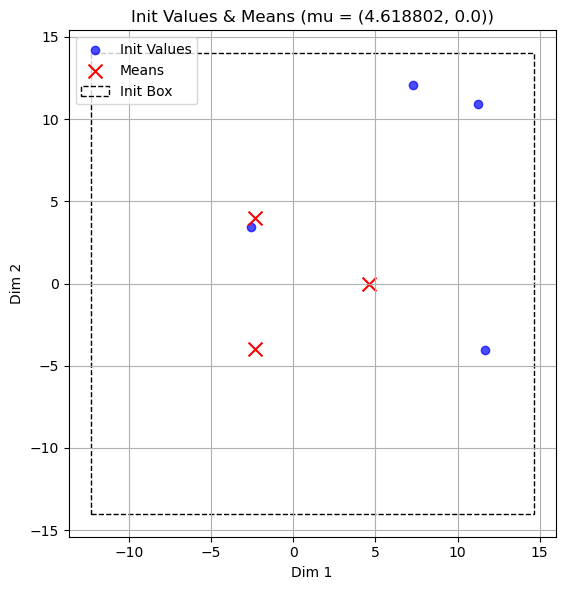 Init Values & Means (mu = (4.618802, 0.0))
Init Values
Means
Init Box
15
10
5
0
−5
−10
−15
Dim 2
−10
−5
0
5
10
15
Dim 1